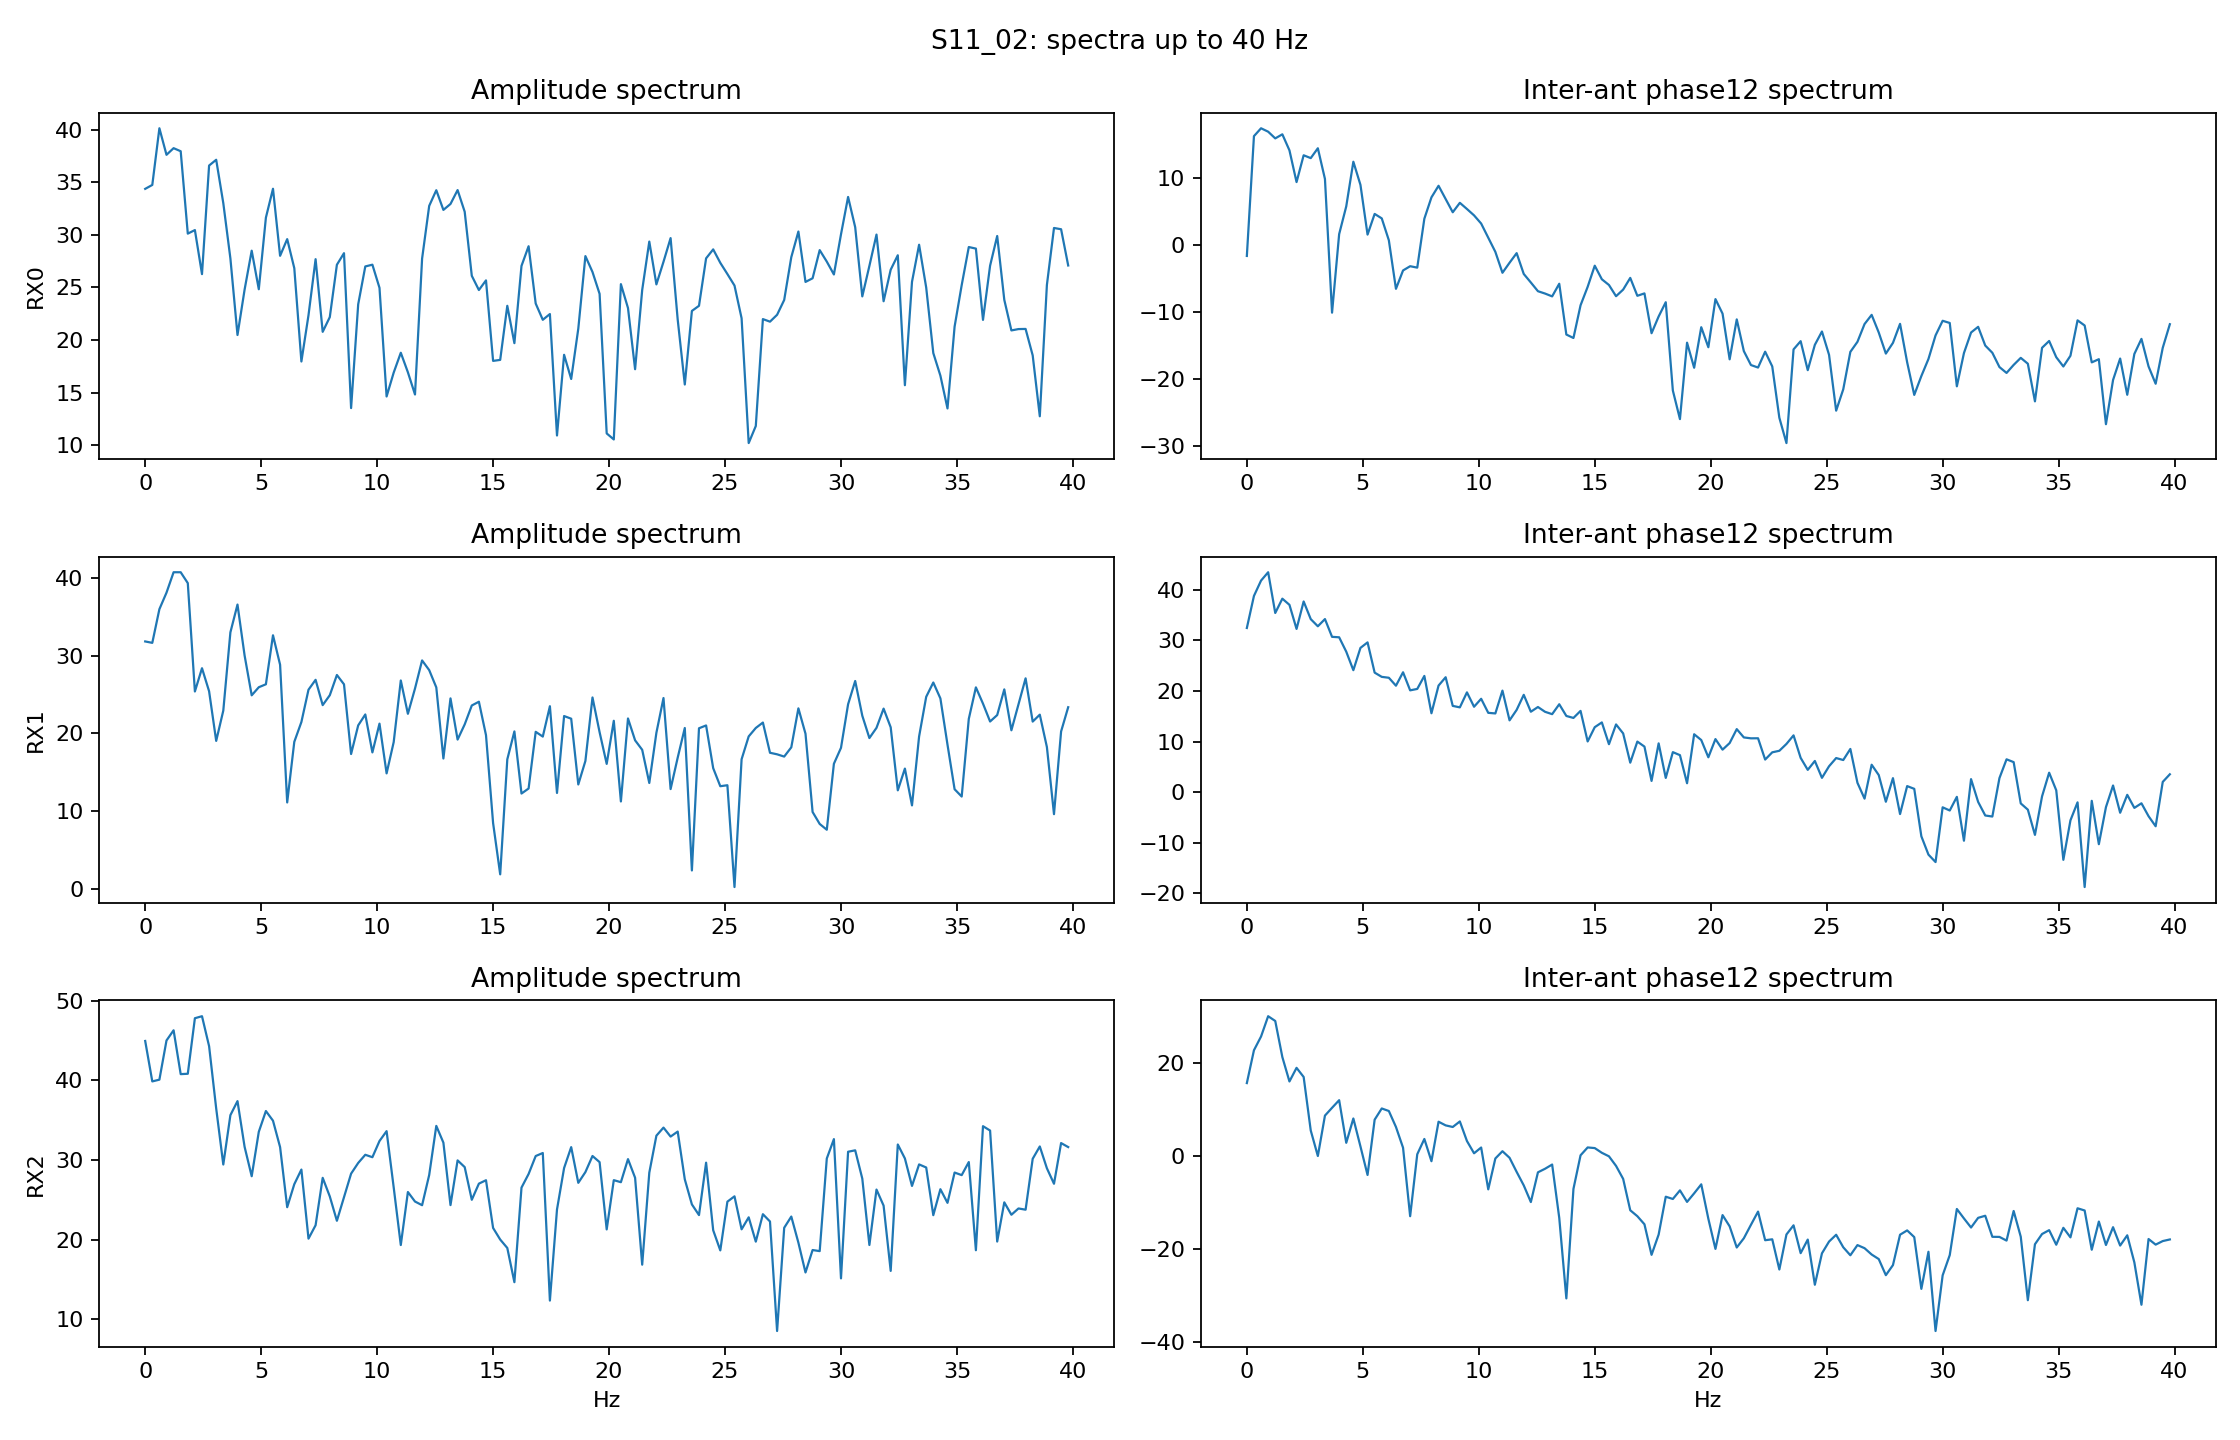 S11_02: spectra up to 40 Hz
Amplitude spectrum
Inter-ant phase12 spectrum
RX0
40
35
30
25
20
15
10
0 5 10 15 20 25 30 35 40
10
0
−10
−20
−30
0 5 10 15 20 25 30 35 40
Amplitude spectrum
Inter-ant phase12 spectrum
RX1
40
30
20
10
0
0 5 10 15 20 25 30 35 40
40
30
20
10
0
−10
−20
0 5 10 15 20 25 30 35 40
Amplitude spectrum
Inter-ant phase12 spectrum
RX2
50
40
30
20
10
0 5 10 15 20 25 30 35 40
Hz
20
0
−20
−40
0 5 10 15 20 25 30 35 40
Hz